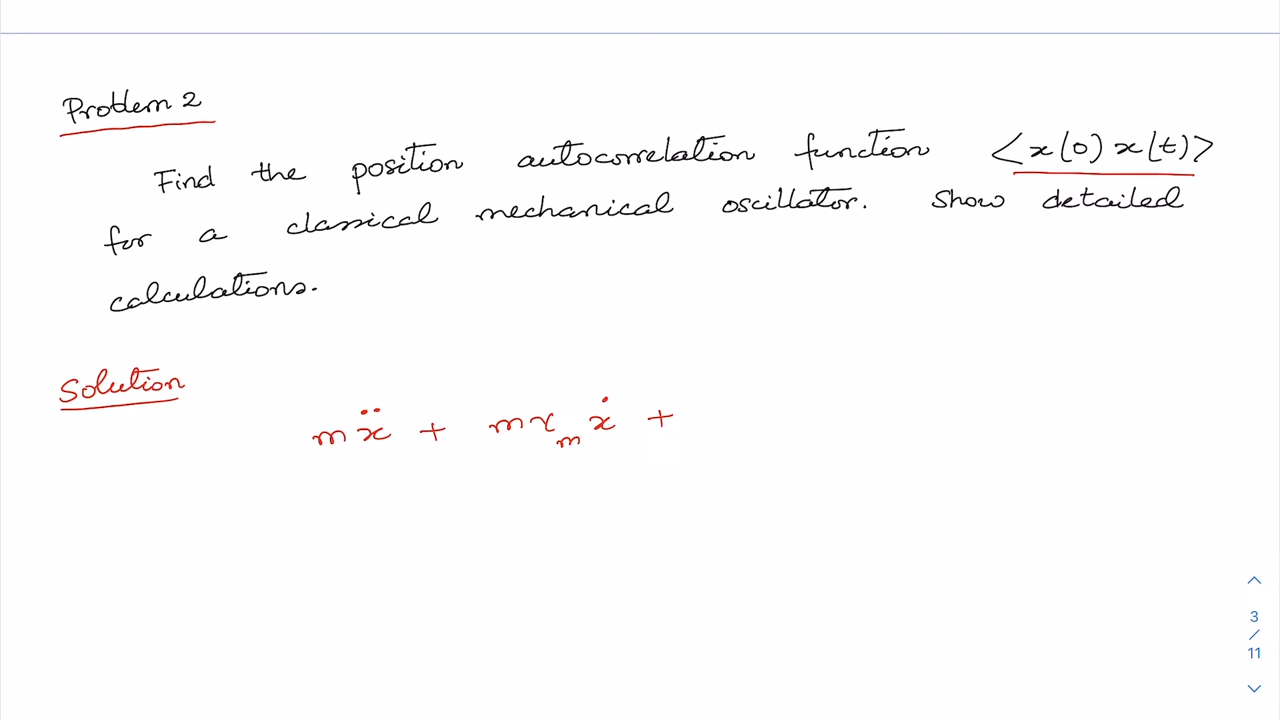 Problem 2
Find the position autocorrelation function <x(0) x(t)>
for a classical mechanical oscillator. Show detailed
calculations.
Solution
mẍ + mγₘẋ +
3
/
11